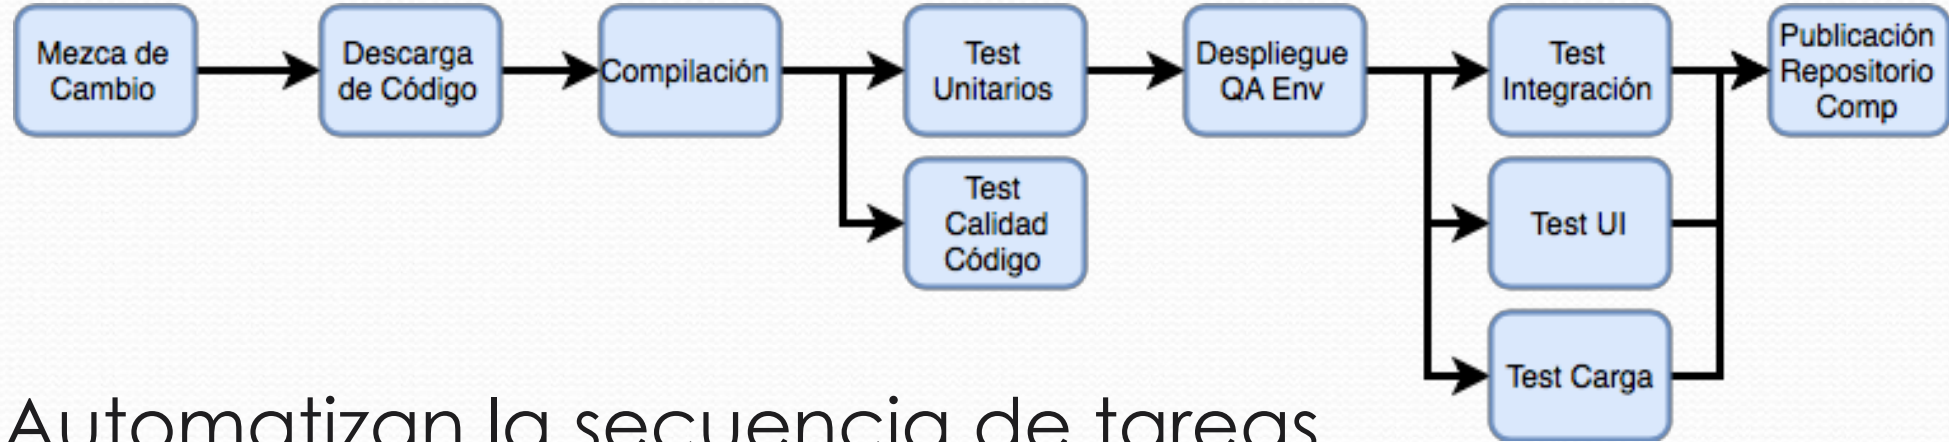 Mezca de
Cambio
Descarga
de Código
Compilación
Test
Unitarios
Despliegue
QA Env
Test
Integración
Publicación
Repositorio
Comp
Test
Calidad
Código
Test UI
Test Carga
Automatizan la secuencia de tareas